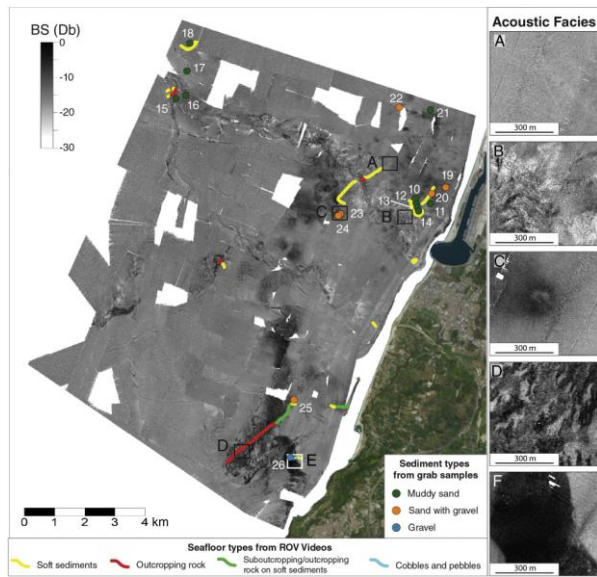 BS (Db)
0
-10
-20
-30
18
17
15
16
22
21
A
19
10
12
20
13
11
C
23
B
14
24
25
D
26
E
0 1 2 3 4 km
Sediment types
from grab samples
Muddy sand
Sand with gravel
Gravel
Seafloor types from ROV Videos
Soft sediments
Outcropping rock
Suboutcropping/outcropping
rock on soft sediments
Cobbles and pebbles
Acoustic Facies
A
300 m
B
300 m
C
300 m
D
300 m
E
300 m